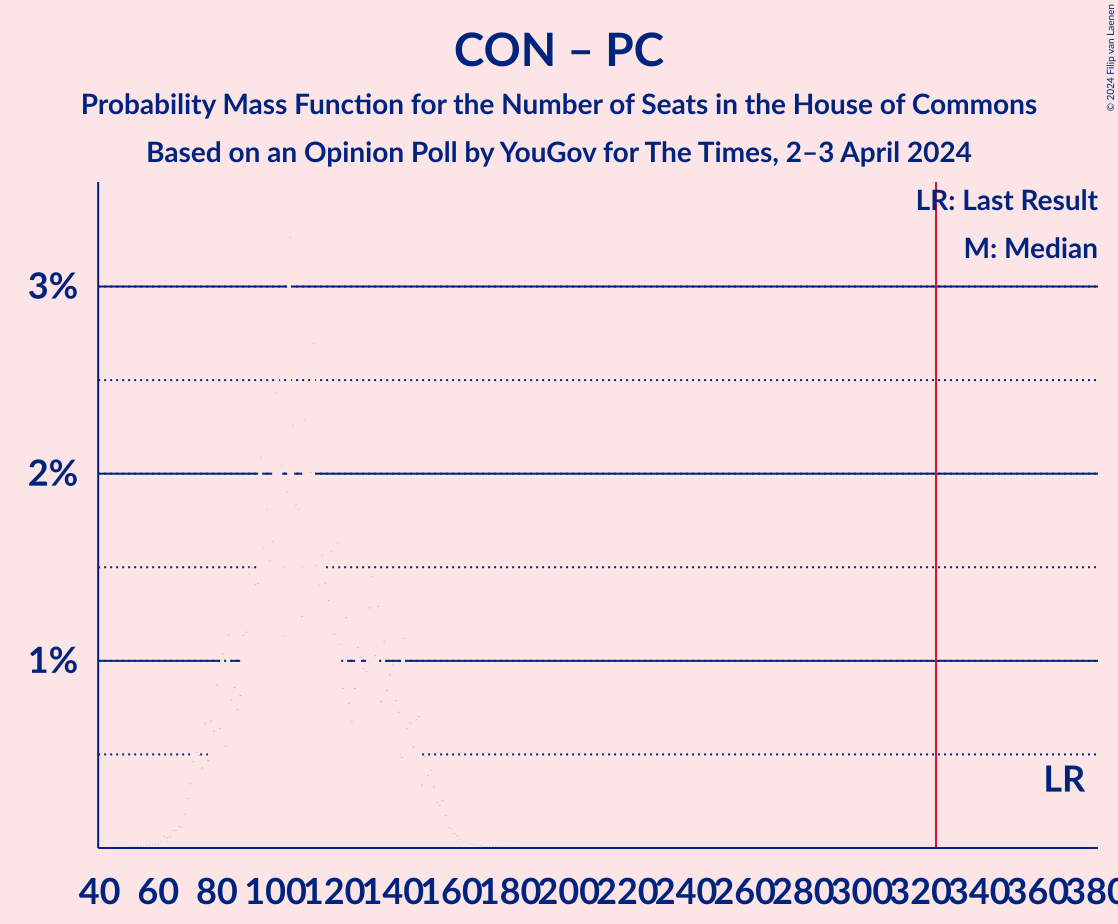 CON – PC
Probability Mass Function for the Number of Seats in the House of Commons
Based on an Opinion Poll by YouGov for The Times, 2–3 April 2024
© 2024 Filip van Laenen
LR: Last Result
M: Median
3%
2%
1%
LR
40 60 80 100 120 140 160 180 200 220 240 260 280 300 320 340 360 380